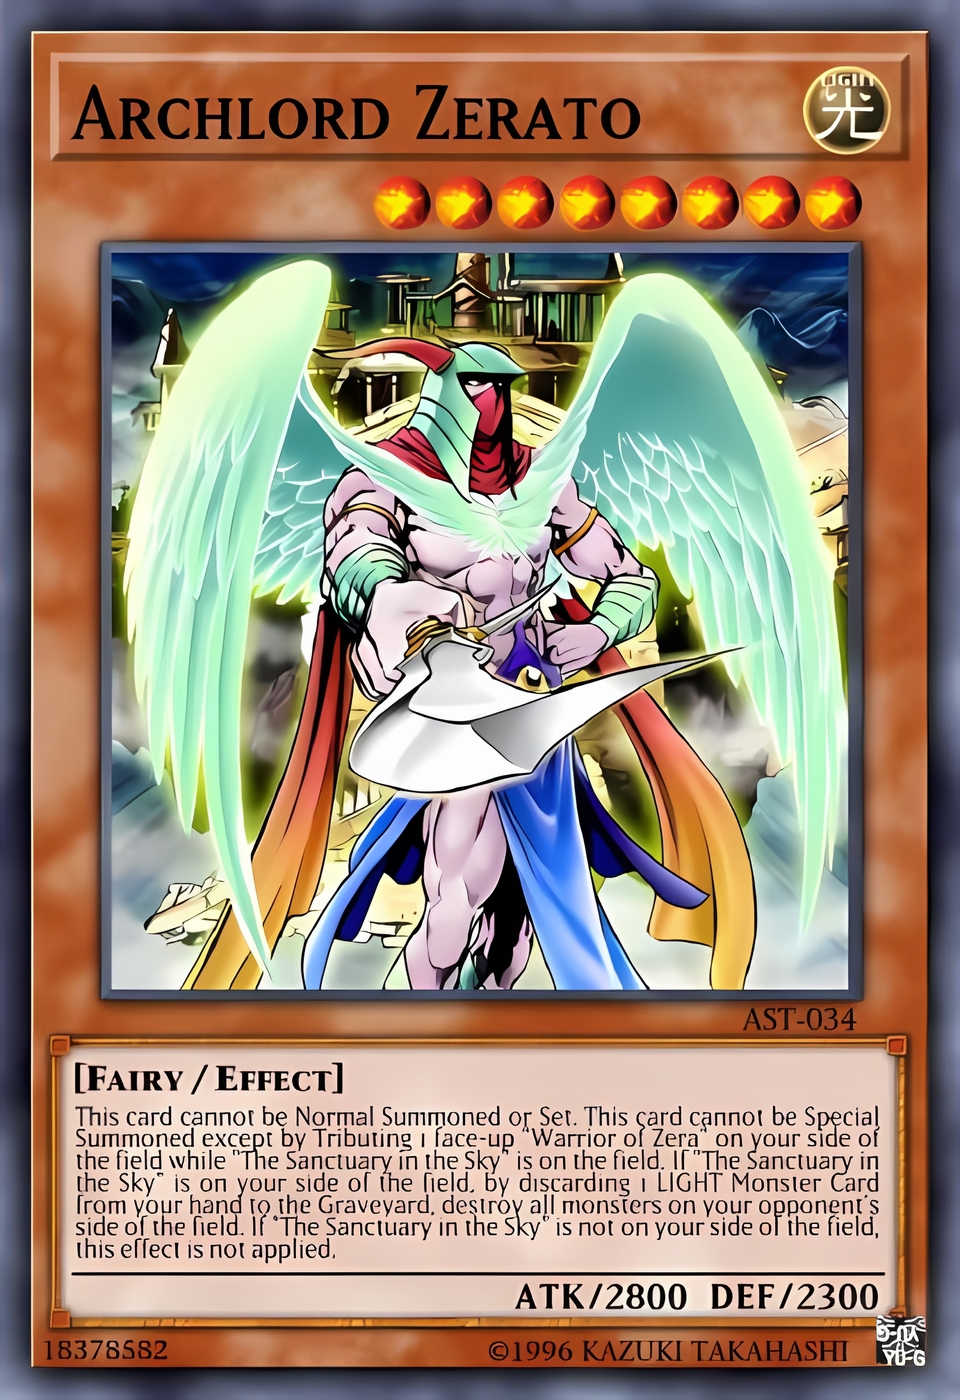 Archlord Zerato
光
AST-034
[Fairy / Effect]
This card cannot be Normal Summoned or Set. This card cannot be Special
Summoned except by Tributing 1 face-up "Warrior of Zera" on your side of
the field while "The Sanctuary in the Sky" is on the field. If "The Sanctuary in
the Sky" is on your side of the field, by discarding 1 LIGHT Monster Card
from your hand to the Graveyard, destroy all monsters on your opponent's
side of the field. If "The Sanctuary in the Sky" is not on your side of the field,
this effect is not applied.
ATK/2800 DEF/2300
18378582 ©1996 KAZUKI TAKAHASHI